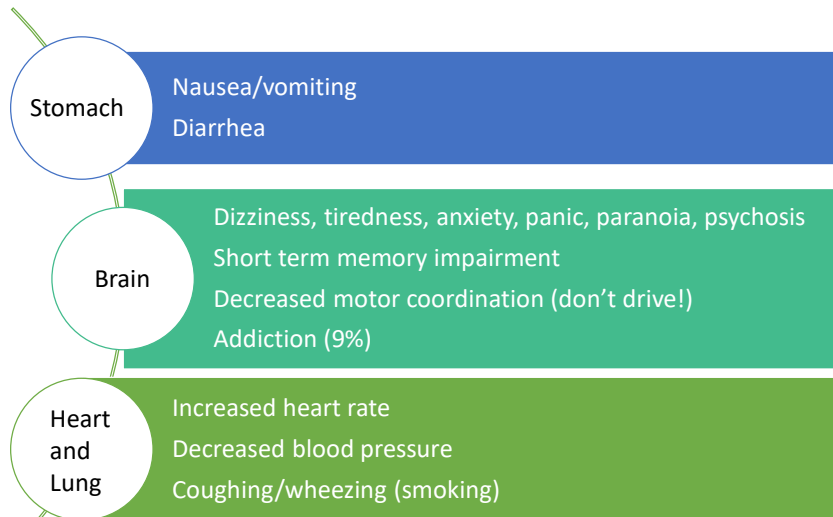 Stomach
Nausea/vomiting
Diarrhea
Brain
Dizziness, tiredness, anxiety, panic, paranoia, psychosis
Short term memory impairment
Decreased motor coordination (don’t drive!)
Addiction (9%)
Heart
and
Lung
Increased heart rate
Decreased blood pressure
Coughing/wheezing (smoking)